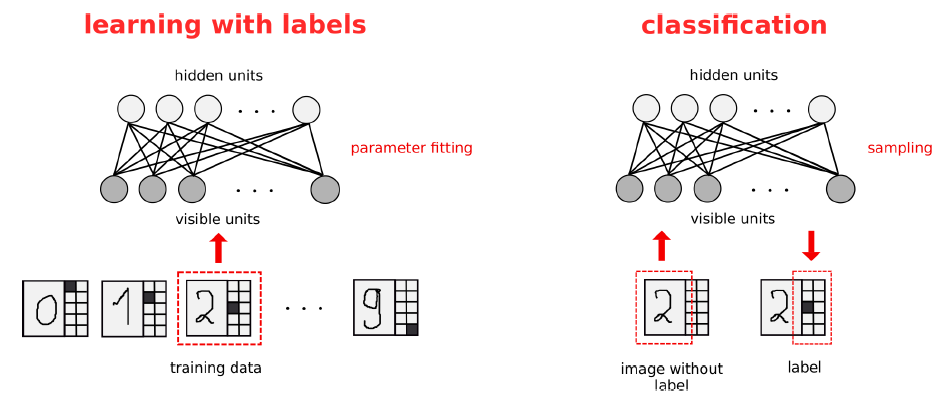 learning with labels
hidden units
parameter fitting
visible units
0 1 2 . . . 9
training data
classification
hidden units
sampling
visible units
2 2
image without
label
label